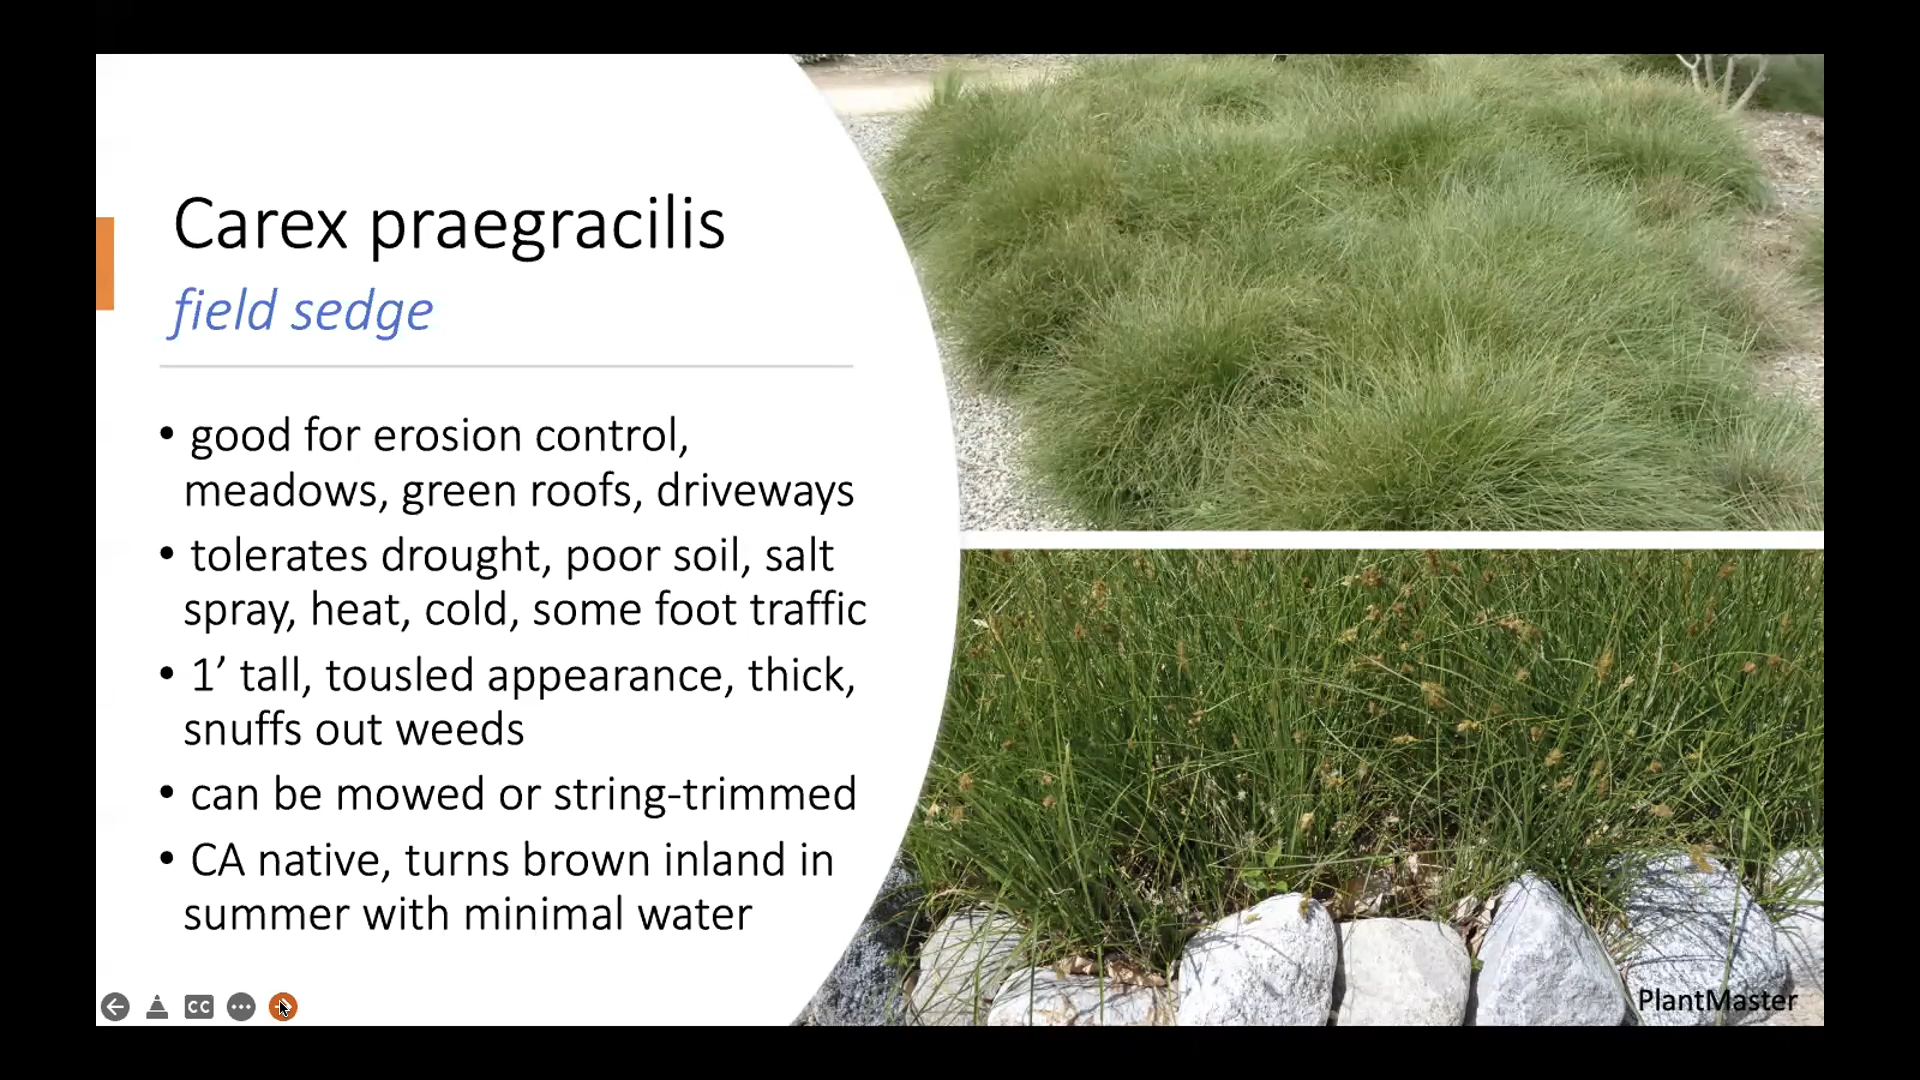 Carex praegracilis
field sedge
• good for erosion control,
meadows, green roofs, driveways
• tolerates drought, poor soil, salt
spray, heat, cold, some foot traffic
• 1’ tall, tousled appearance, thick,
snuffs out weeds
• can be mowed or string-trimmed
• CA native, turns brown inland in
summer with minimal water
CC
PlantMaster